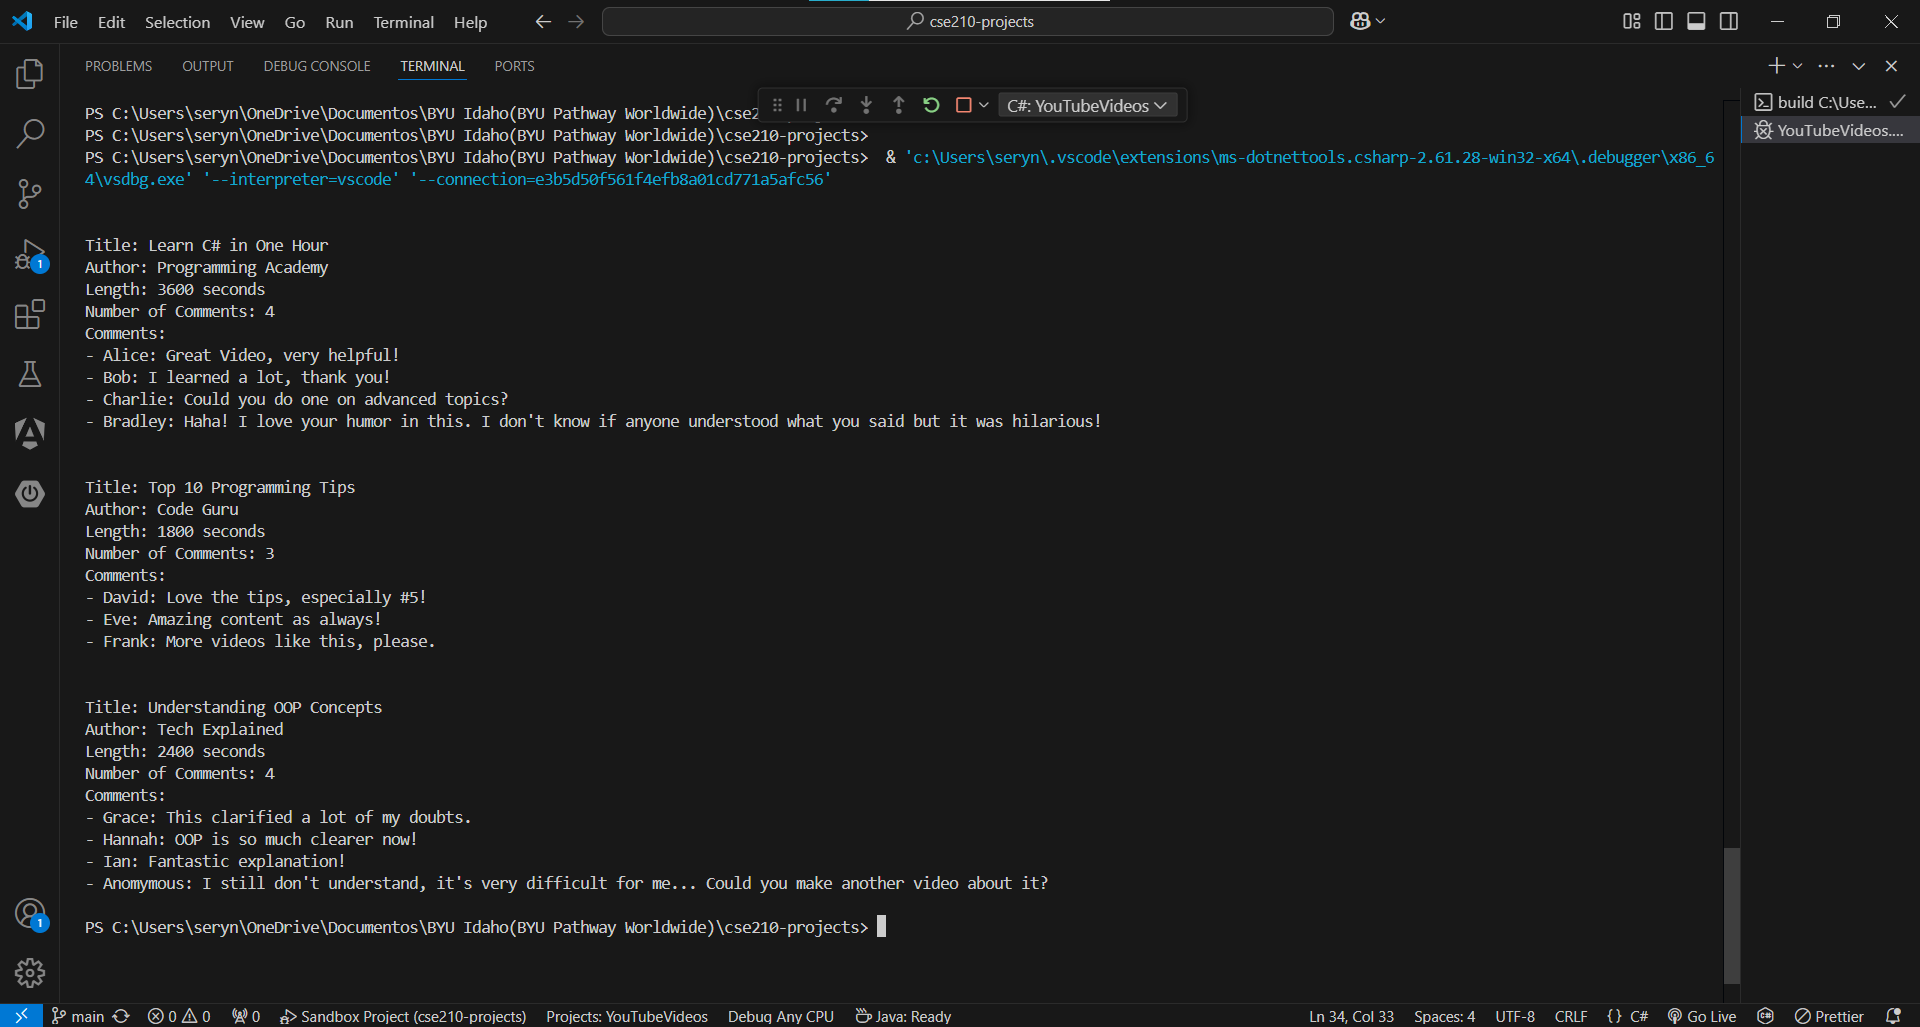 File Edit Selection View Go Run Terminal Help
cse210-projects
PROBLEMS OUTPUT DEBUG CONSOLE TERMINAL PORTS
C#: YouTubeVideos
build C:\Use...
YouTubeVideos....
PS C:\Users\seryn\OneDrive\Documentos\BYU Idaho(BYU Pathway Worldwide)\cse2
PS C:\Users\seryn\OneDrive\Documentos\BYU Idaho(BYU Pathway Worldwide)\cse210-projects>
PS C:\Users\seryn\OneDrive\Documentos\BYU Idaho(BYU Pathway Worldwide)\cse210-projects> & 'c:\Users\seryn\.vscode\extensions\ms-dotnettools.csharp-2.61.28-win32-x64\.debugger\x86_6
4\vsdbg.exe' '--interpreter=vscode' '--connection=e3b5d50f561f4efb8a01cd771a5afc56'
Title: Learn C# in One Hour
Author: Programming Academy
Length: 3600 seconds
Number of Comments: 4
Comments:
- Alice: Great Video, very helpful!
- Bob: I learned a lot, thank you!
- Charlie: Could you do one on advanced topics?
- Bradley: Haha! I love your humor in this. I don't know if anyone understood what you said but it was hilarious!
Title: Top 10 Programming Tips
Author: Code Guru
Length: 1800 seconds
Number of Comments: 3
Comments:
- David: Love the tips, especially #5!
- Eve: Amazing content as always!
- Frank: More videos like this, please.
Title: Understanding OOP Concepts
Author: Tech Explained
Length: 2400 seconds
Number of Comments: 4
Comments:
- Grace: This clarified a lot of my doubts.
- Hannah: OOP is so much clearer now!
- Ian: Fantastic explanation!
- Anomymous: I still don't understand, it's very difficult for me... Could you make another video about it?
PS C:\Users\seryn\OneDrive\Documentos\BYU Idaho(BYU Pathway Worldwide)\cse210-projects>
1
1
main 0 0 0 Sandbox Project (cse210-projects) Projects: YouTubeVideos Debug Any CPU Java: Ready Ln 34, Col 33 Spaces: 4 UTF-8 CRLF {} C# Go Live Prettier